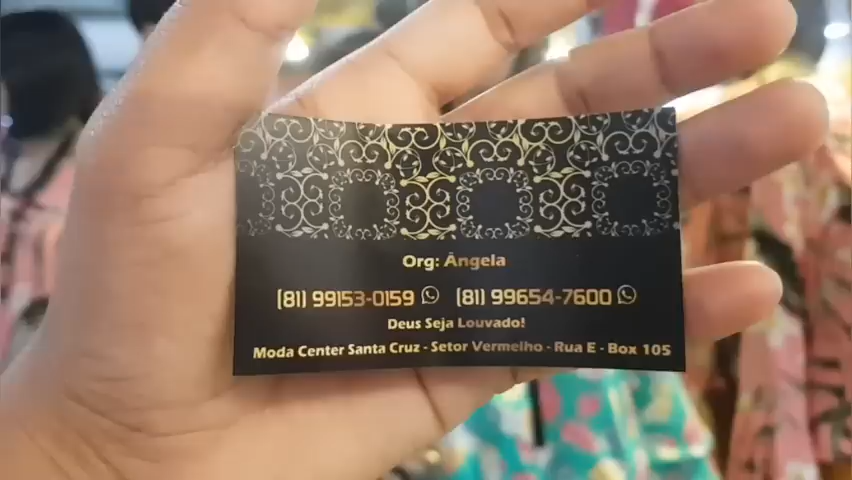 Org: Ângela
(81) 99153-0159 (81) 99654-7600
Deus Seja Louvado!
Moda Center Santa Cruz - Setor Vermelho - Rua E - Box 105